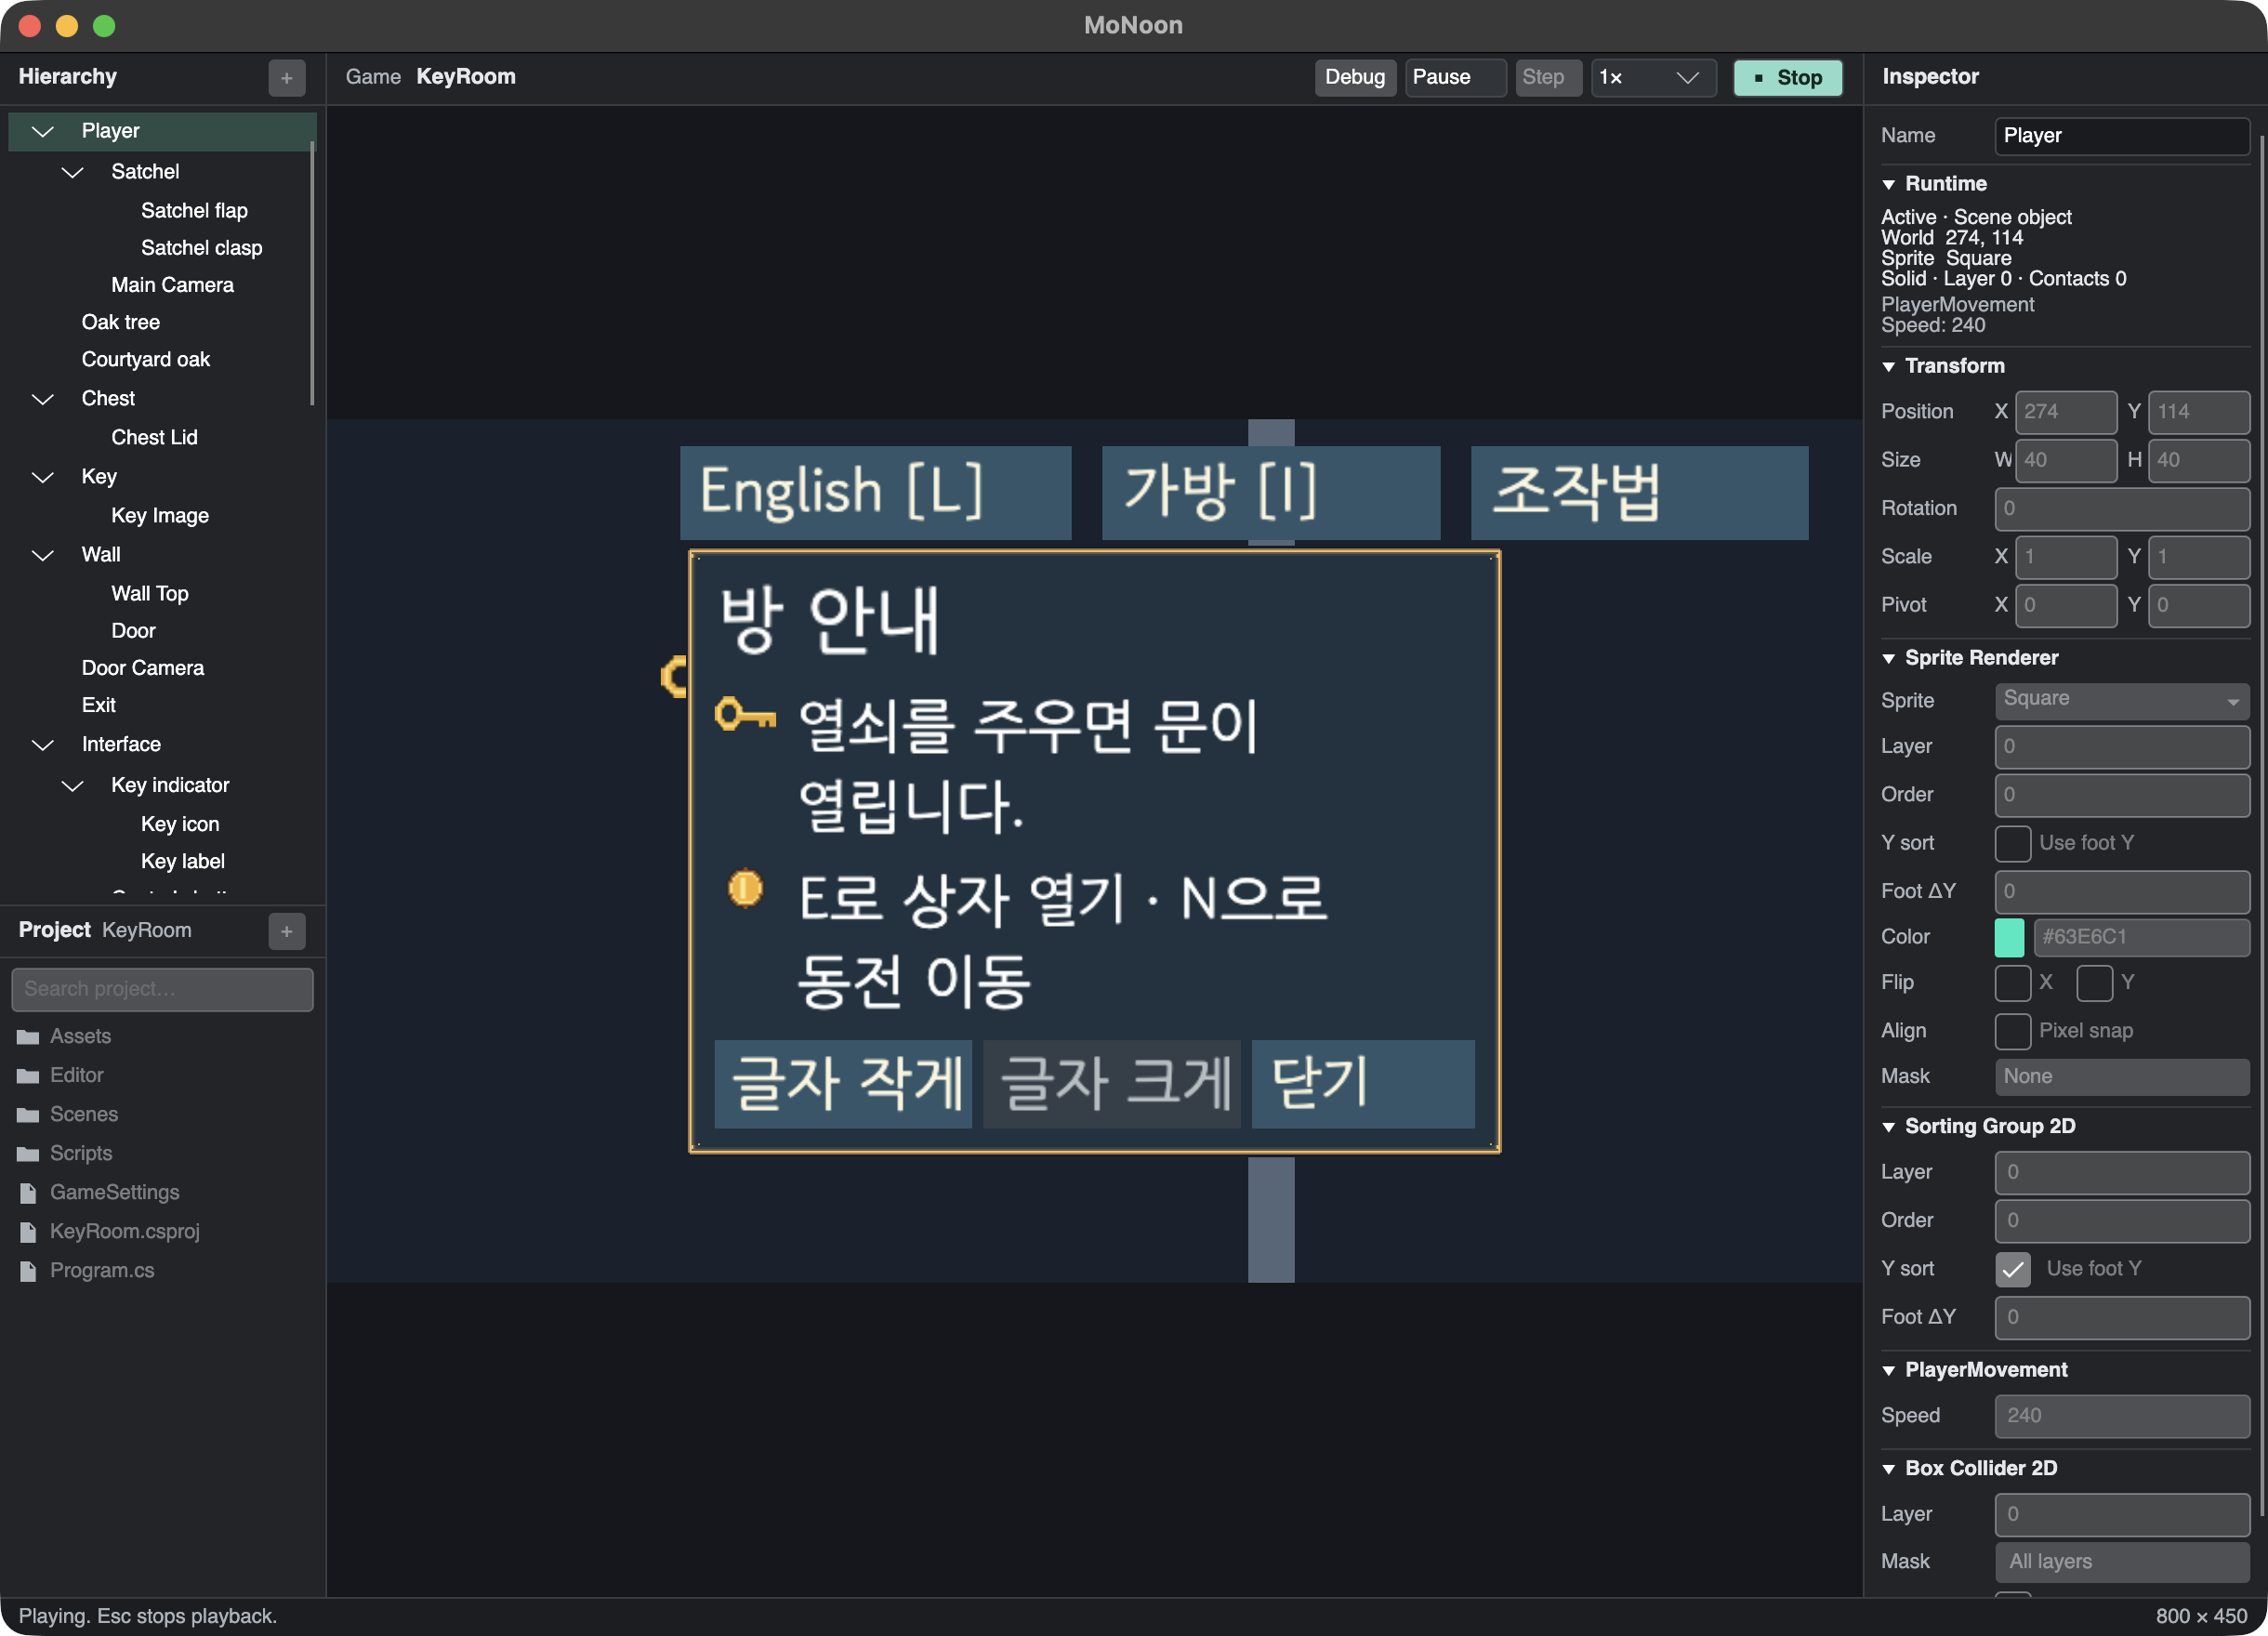 MoNoon
Hierarchy
+
Player
Satchel
Satchel flap
Satchel clasp
Main Camera
Oak tree
Courtyard oak
Chest
Chest Lid
Key
Key Image
Wall
Wall Top
Door
Door Camera
Exit
Interface
Key indicator
Key icon
Key label
Project KeyRoom
+
Search project...
Assets
Editor
Scenes
Scripts
GameSettings
KeyRoom.csproj
Program.cs
Game KeyRoom
Debug Pause Step 1× Stop
English [L] 가방 [I] 조작법
방 안내
열쇠를 주우면 문이
열립니다.
E로 상자 열기 · N으로
동전 이동
글자 작게 글자 크게 닫기
Inspector
Name Player
Runtime
Active · Scene object
World 274, 114
Sprite Square
Solid · Layer 0 · Contacts 0
PlayerMovement
Speed: 240
Transform
Position X 274 Y 114
Size W 40 H 40
Rotation 0
Scale X 1 Y 1
Pivot X 0 Y 0
Sprite Renderer
Sprite Square
Layer 0
Order 0
Y sort Use foot Y
Foot ΔY 0
Color #63E6C1
Flip X Y
Align Pixel snap
Mask None
Sorting Group 2D
Layer 0
Order 0
Y sort Use foot Y
Foot ΔY 0
PlayerMovement
Speed 240
Box Collider 2D
Layer 0
Mask All layers
Playing. Esc stops playback.
800 × 450